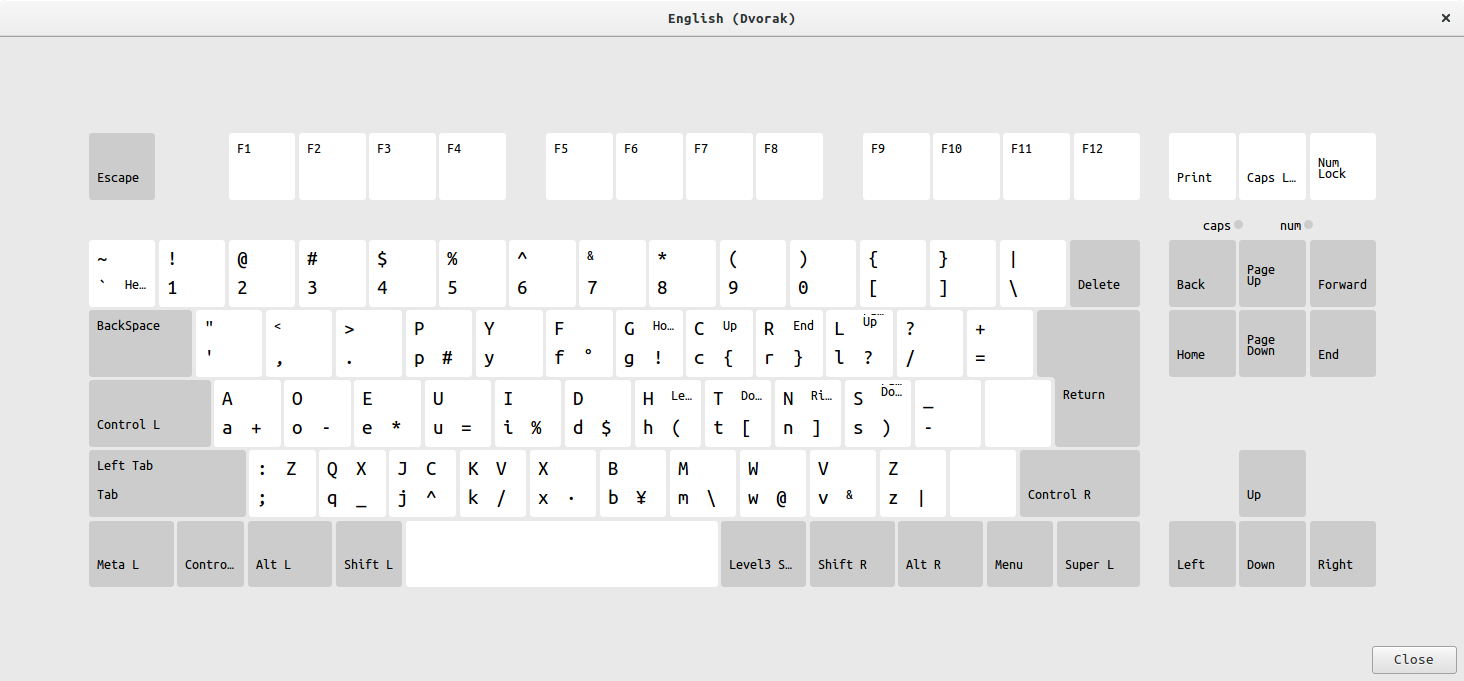 English (Dvorak) ×
F1 F2 F3 F4 F5 F6 F7 F8 F9 F10 F11 F12
Escape Print Caps L… Num
Lock
caps num
~ ! @ # $ % ^ & * ( ) { } |
` He… 1 2 3 4 5 6 7 8 9 0 [ ] \ Delete Back Page
Up Forward
BackSpace " < > P Y F G Ho… C Up R End L Up ? +
' , . p # y f ° g ! c { r } l ? / = Home Page
Down End
A O E U I D H Le… T Do… N Ri… S Do… _ Return
Control L a + o - e * u = i % d $ h ( t [ n ] s ) -
Left Tab : Z Q X J C K V X B M W V Z
Tab ; q _ j ^ k / x · b ¥ m \ w @ v & z | Control R Up
Meta L Contro… Alt L Shift L Level3 S… Shift R Alt R Menu Super L Left Down Right
Close